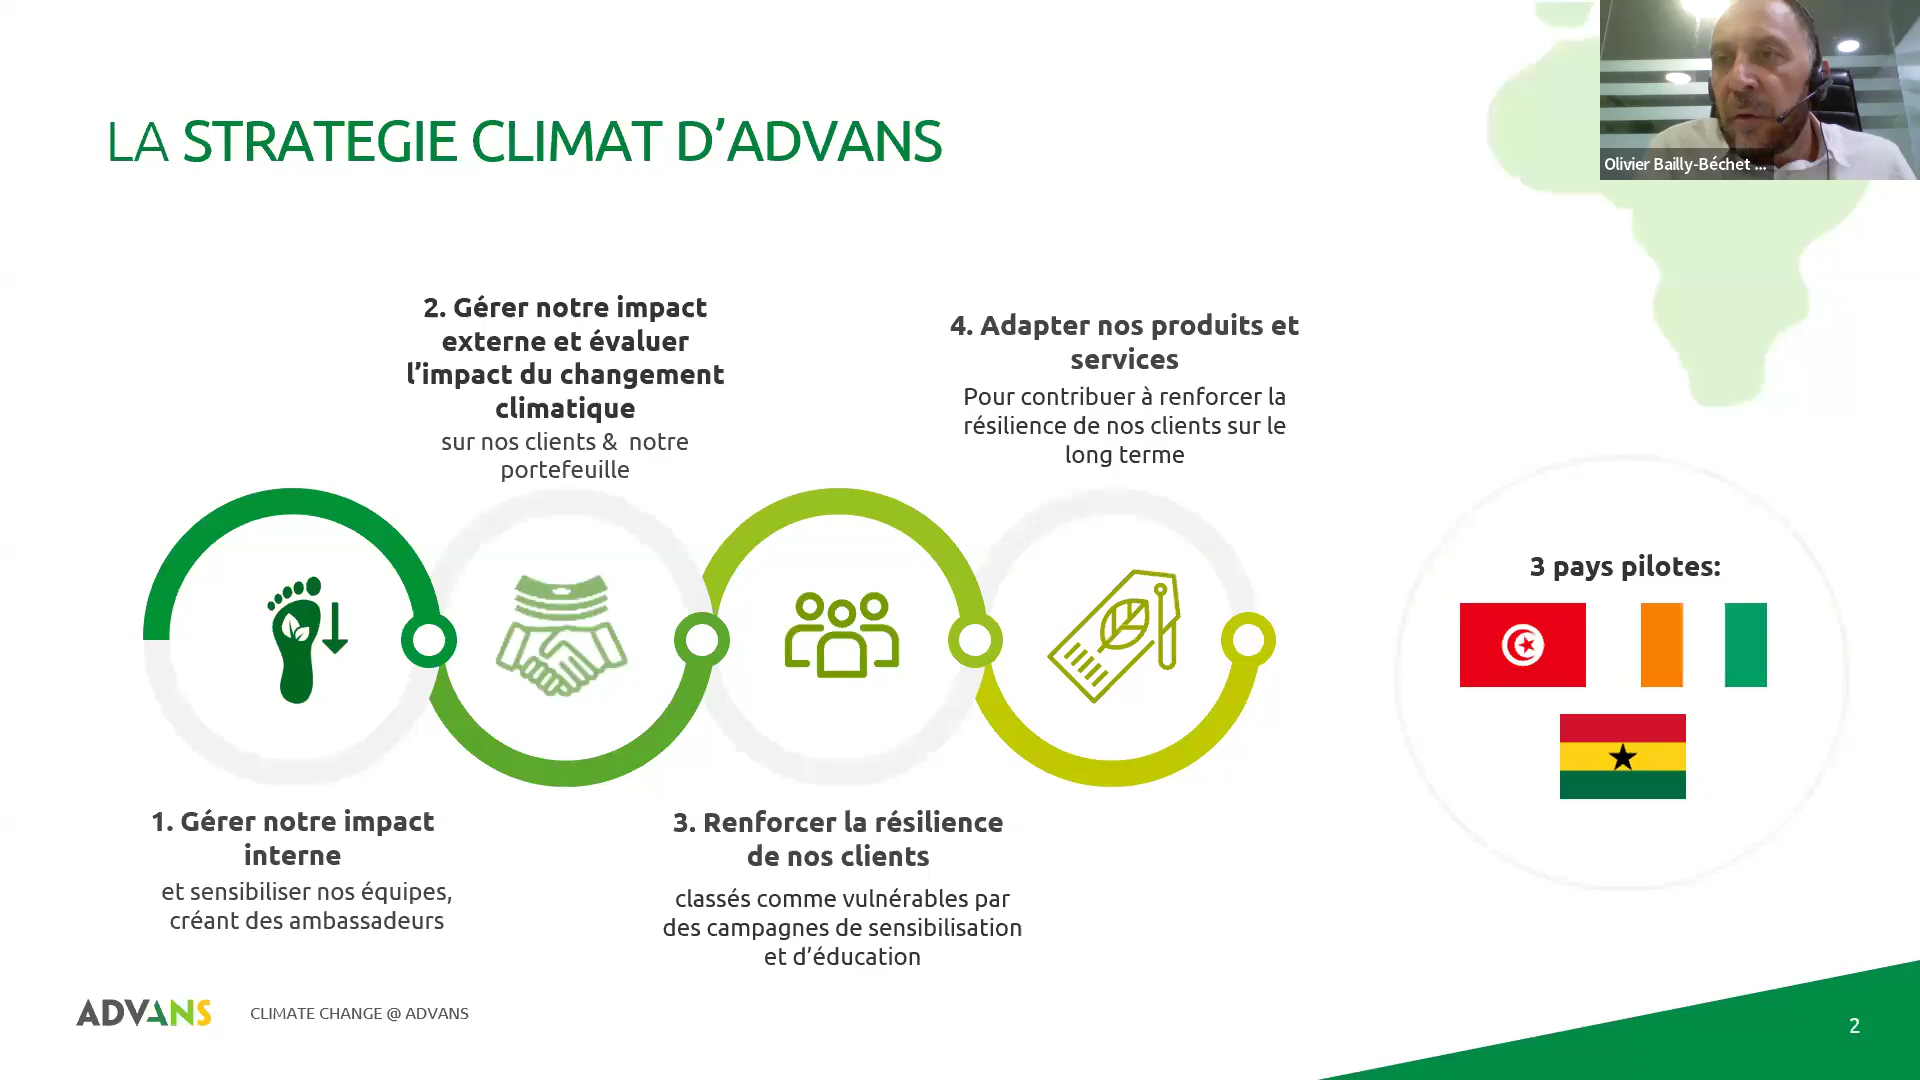 LA STRATEGIE CLIMAT D’ADVANS
Olivier Bailly-Béchet ...
2. Gérer notre impact
externe et évaluer
l’impact du changement
climatique
sur nos clients & notre
portefeuille
4. Adapter nos produits et
services
Pour contribuer à renforcer la
résilience de nos clients sur le
long terme
3 pays pilotes:
1. Gérer notre impact
interne
et sensibiliser nos équipes,
créant des ambassadeurs
3. Renforcer la résilience
de nos clients
classés comme vulnérables par
des campagnes de sensibilisation
et d’éducation
ADVANS
CLIMATE CHANGE @ ADVANS
2